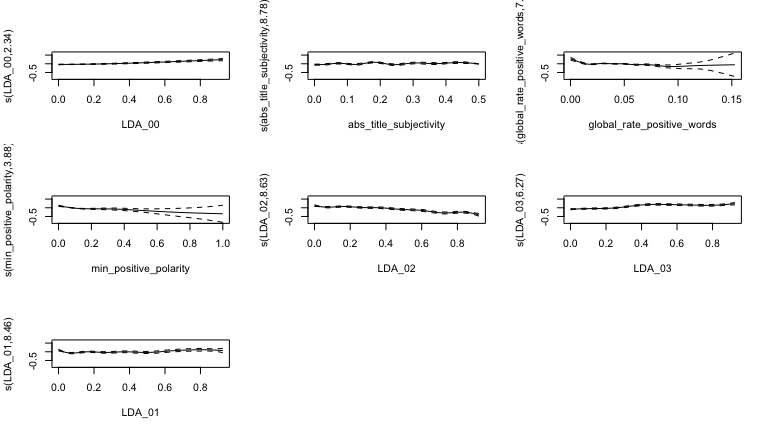 s(LDA_00,2.34)
-0.5
0.0 0.2 0.4 0.6 0.8
LDA_00
s(abs_title_subjectivity,8.78)
-0.5
0.0 0.1 0.2 0.3 0.4 0.5
abs_title_subjectivity
(global_rate_positive_words,7.
-0.5
0.00 0.05 0.10 0.15
global_rate_positive_words
s(min_positive_polarity,3.88)
-0.5
0.0 0.2 0.4 0.6 0.8 1.0
min_positive_polarity
s(LDA_02,8.63)
-0.5
0.0 0.2 0.4 0.6 0.8
LDA_02
s(LDA_03,6.27)
-0.5
0.0 0.2 0.4 0.6 0.8
LDA_03
s(LDA_01,8.46)
-0.5
0.0 0.2 0.4 0.6 0.8
LDA_01